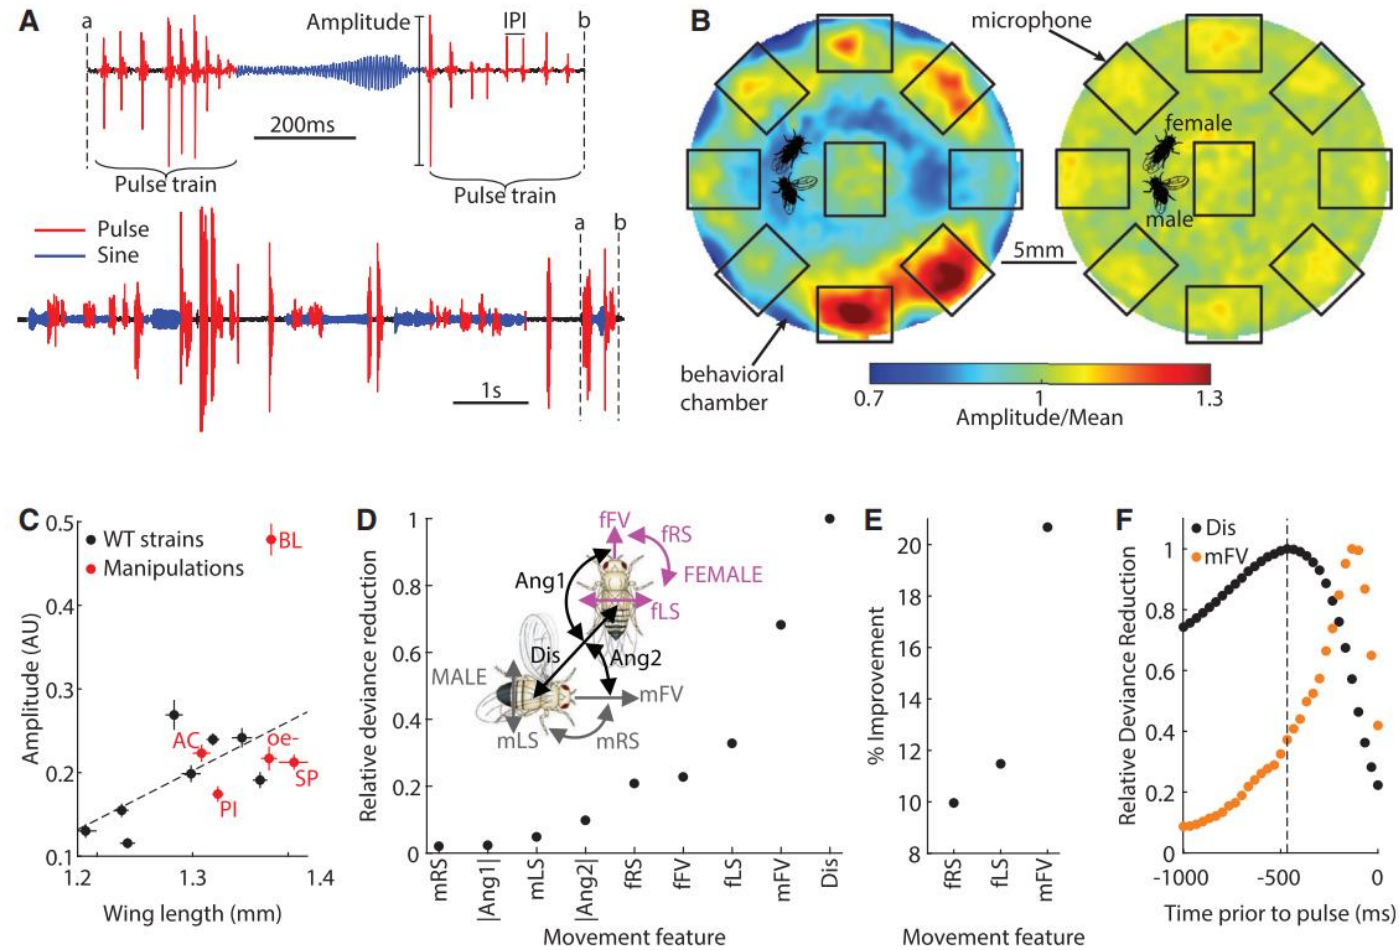 A
a
Amplitude
IPI
b
200ms
Pulse train
Pulse train
Pulse
Sine
a
b
1s
B
microphone
female
male
5mm
behavioral
chamber
0.7
1
1.3
Amplitude/Mean
C
0.5
0.4
0.3
0.2
0.1
Amplitude (AU)
WT strains
Manipulations
BL
AC
oe-
SP
PI
1.2
1.3
1.4
Wing length (mm)
D
1
0.8
0.6
0.4
0.2
0
Relative deviance reduction
fFV
fRS
FEMALE
fLS
Ang1
Dis
Ang2
MALE
mFV
mLS
mRS
mRS
|Ang1|
mLS
|Ang2|
fRS
fFV
fLS
mFV
Dis
Movement feature
E
20
18
16
14
12
10
8
% Improvement
fRS
fLS
mFV
Movement feature
F
Dis
mFV
1
0.8
0.6
0.4
0.2
0
Relative Deviance Reduction
-1000
-500
0
Time prior to pulse (ms)